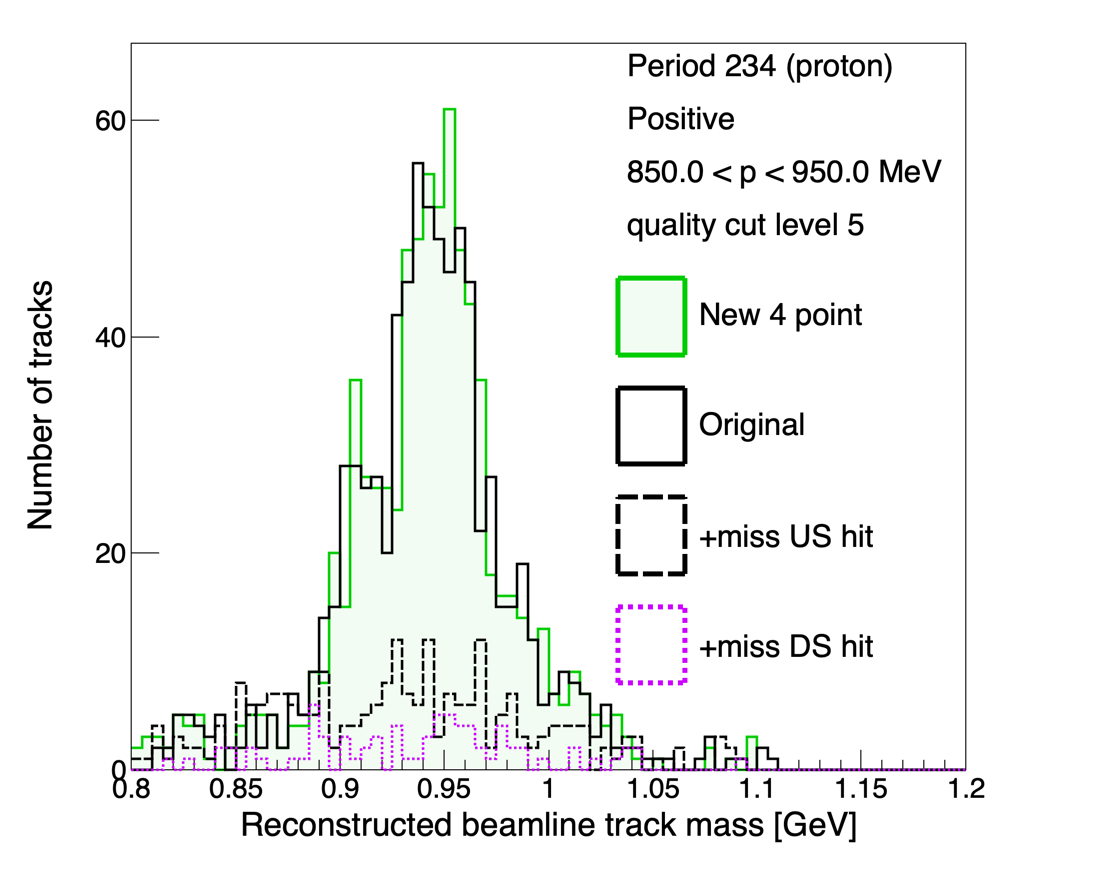 Period 234 (proton)
Positive
850.0 < p < 950.0 MeV
quality cut level 5
New 4 point
Original
+miss US hit
+miss DS hit
Number of tracks
60
40
20
0
0.8 0.85 0.9 0.95 1 1.05 1.1 1.15 1.2
Reconstructed beamline track mass [GeV]